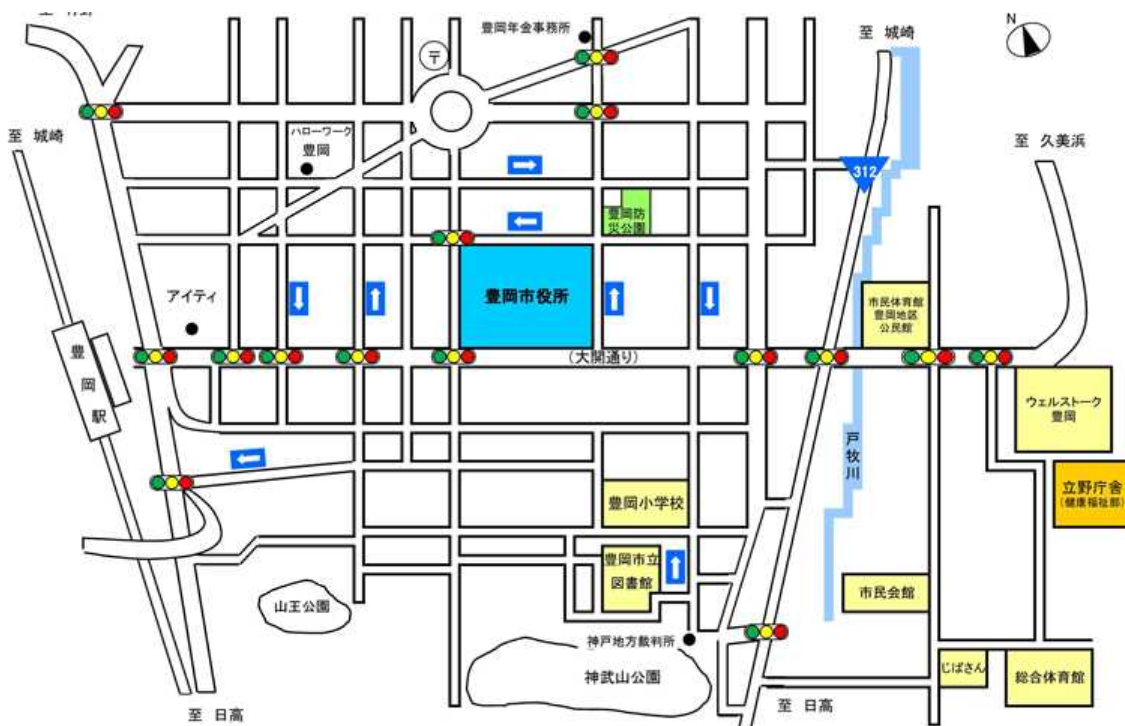 豊岡年金事務所
至 城崎
N
〒
ハローワーク
豊岡
至 城崎
至 久美浜
312
豊岡防
災公園
アイティ
豊岡市役所
市民体育館
豊岡地区
公民館
(大開通り)
豊岡駅
ウェルストーク
豊岡
戸牧川
立野庁舎
(健康福祉部)
豊岡小学校
豊岡市立
図書館
市民会館
山王公園
神戸地方裁判所
神武山公園
じばさん
総合体育館
至 日高
至 日高